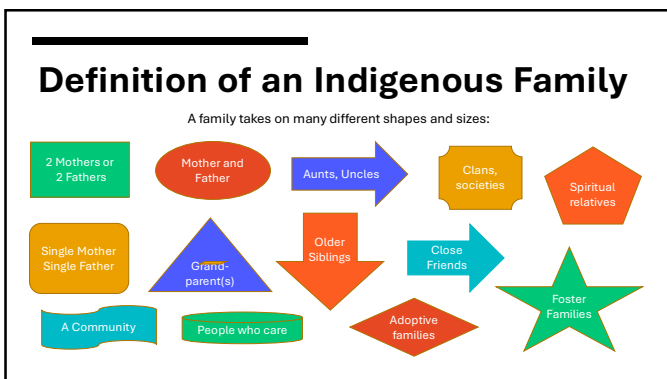 Definition of an Indigenous Family
A family takes on many different shapes and sizes:
2 Mothers or
2 Fathers
Mother and
Father
Aunts, Uncles
Clans,
societies
Spiritual
relatives
Single Mother
Single Father
Grand-
parent(s)
Older
Siblings
Close
Friends
Foster
Families
A Community
People who care
Adoptive
families